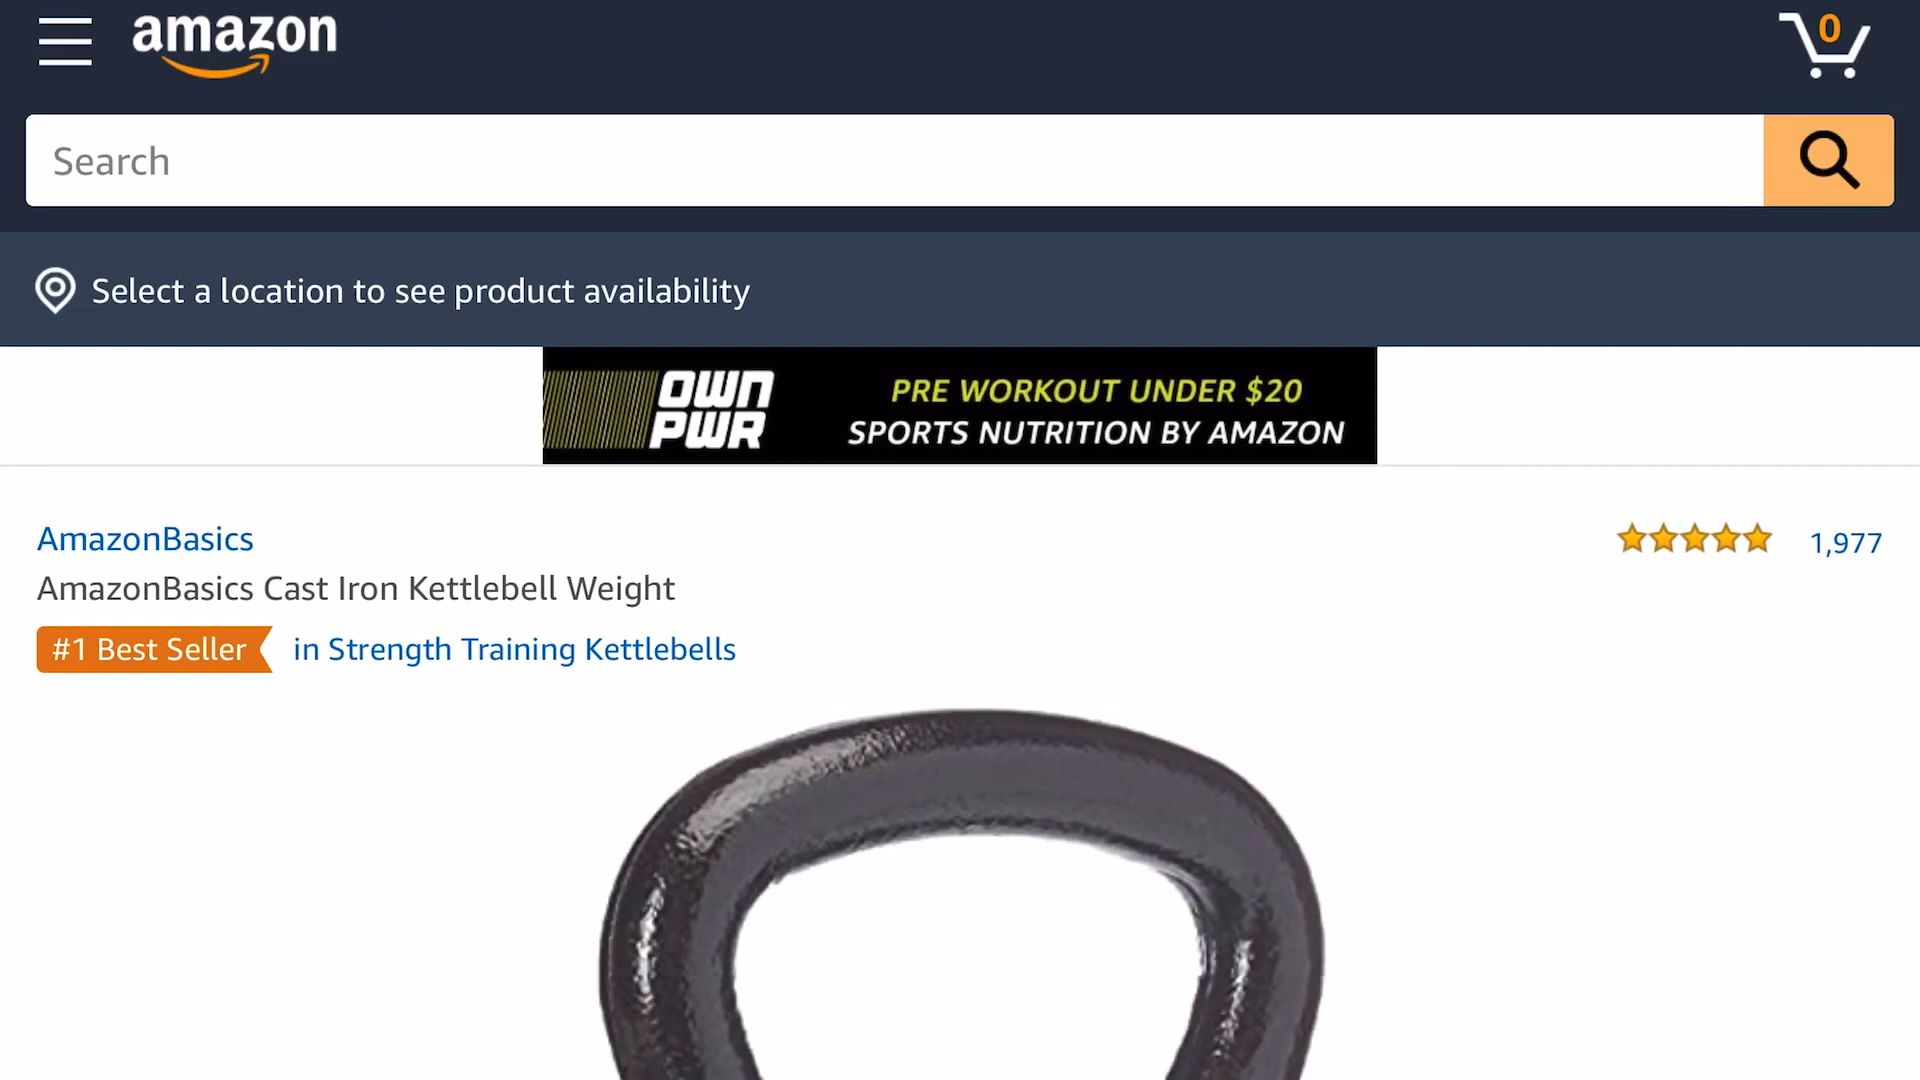 amazon
0
Search
Select a location to see product availability
OWN
PWR
PRE WORKOUT UNDER $20
SPORTS NUTRITION BY AMAZON
AmazonBasics
1,977
AmazonBasics Cast Iron Kettlebell Weight
#1 Best Seller in Strength Training Kettlebells